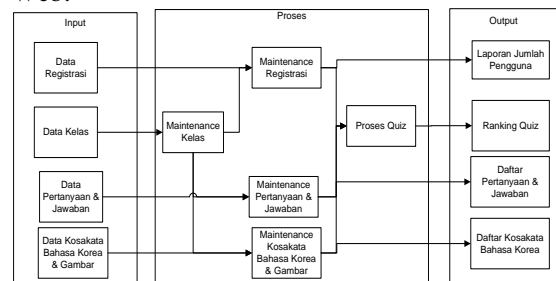 Input
Proses
Output
Data
Registrasi
Maintenance
Registrasi
Laporan Jumlah
Pengguna
Data Kelas
Maintenance
Kelas
Proses Quiz
Ranking Quiz
Data
Pertanyaan &
Jawaban
Maintenance
Pertanyaan &
Jawaban
Daftar
Pertanyaan &
Jawaban
Data Kosakata
Bahasa Korea
& Gambar
Maintenance
Kosakata
Bahasa Korea
& Gambar
Daftar Kosakata
Bahasa Korea